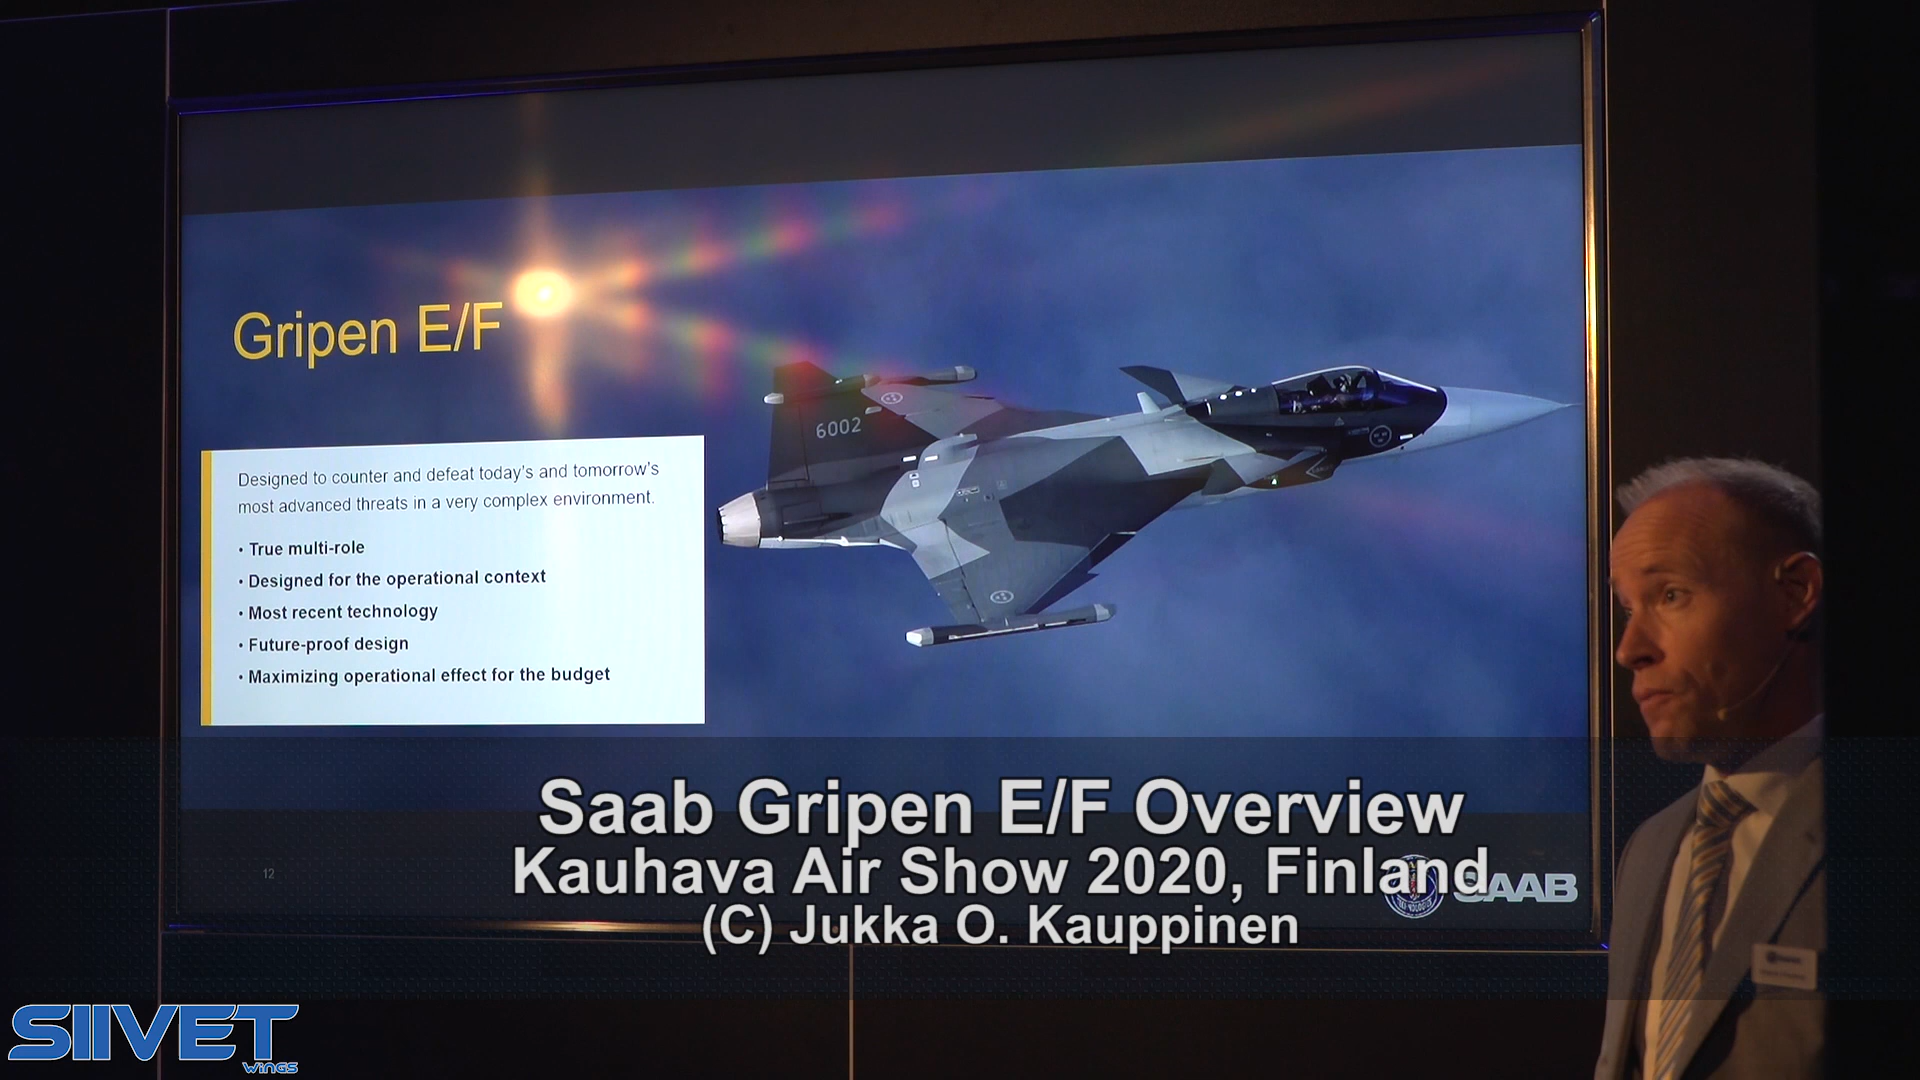 Gripen E/F
Designed to counter and defeat today's and tomorrow's
most advanced threats in a very complex environment.
• True multi-role
• Designed for the operational context
• Most recent technology
• Future-proof design
• Maximizing operational effect for the budget
6002
12
SAAB
Saab Gripen E/F Overview
Kauhava Air Show 2020, Finland
(C) Jukka O. Kauppinen
SIIVET
WINGS